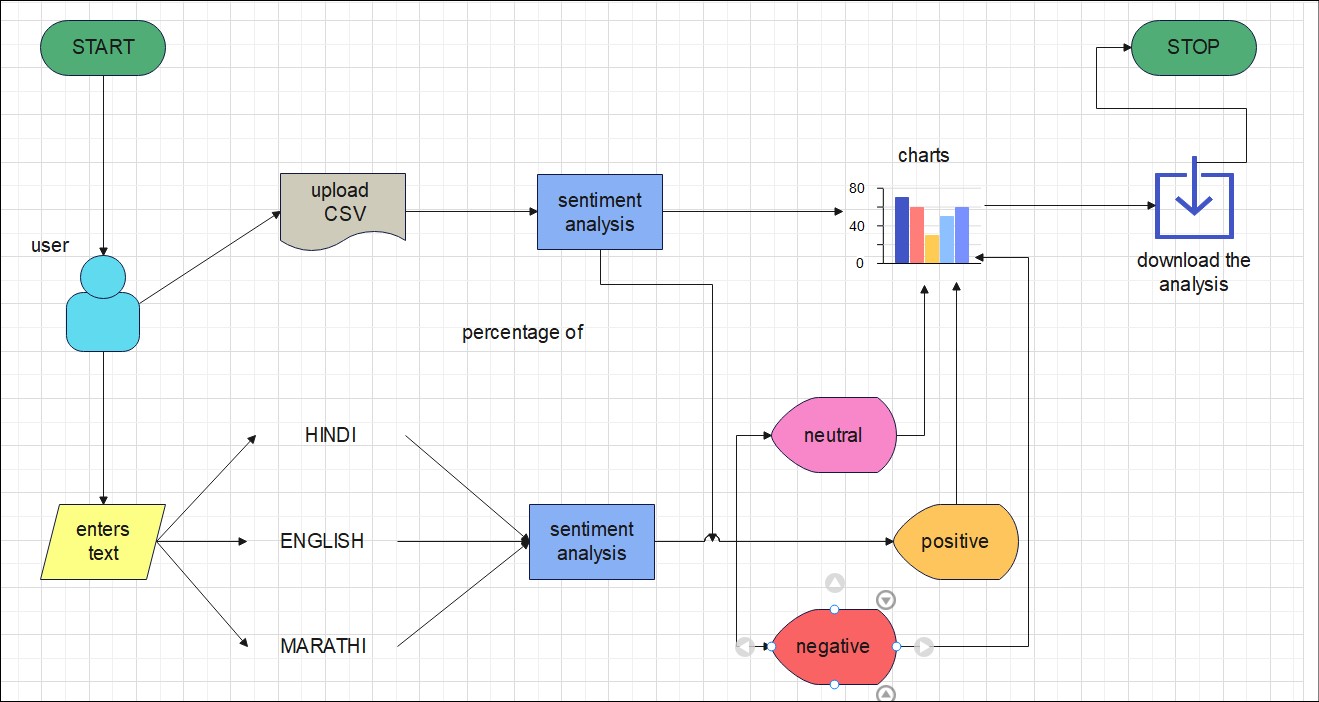 START
STOP
charts
upload
CSV
sentiment
analysis
80
40
0
user
download the
analysis
percentage of
HINDI
neutral
enters
text
ENGLISH
sentiment
analysis
positive
MARATHI
negative